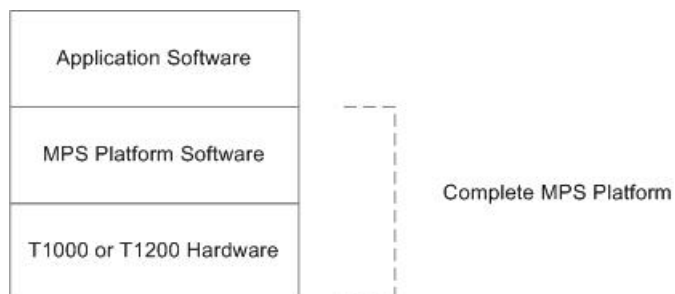 Application Software
MPS Platform Software
Complete MPS Platform
T1000 or T1200 Hardware